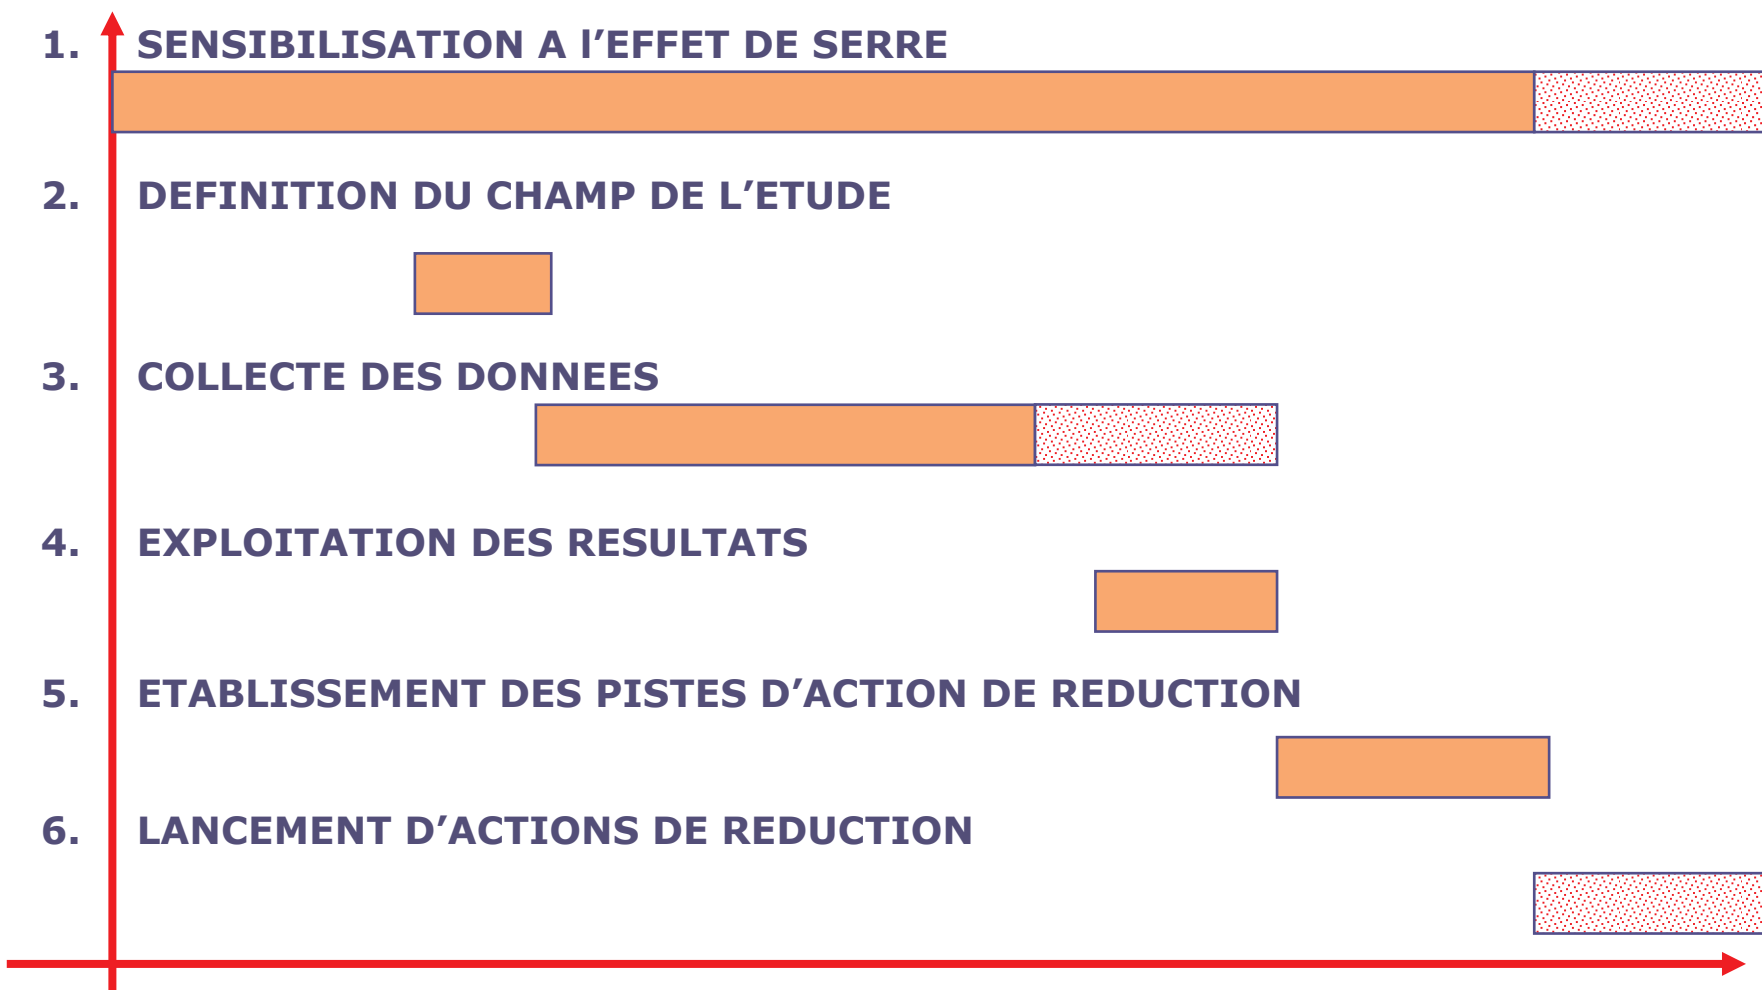 1. SENSIBILISATION A l’EFFET DE SERRE
2. DEFINITION DU CHAMP DE L’ETUDE
3. COLLECTE DES DONNEES
4. EXPLOITATION DES RESULTATS
5. ETABLISSEMENT DES PISTES D’ACTION DE REDUCTION
6. LANCEMENT D’ACTIONS DE REDUCTION